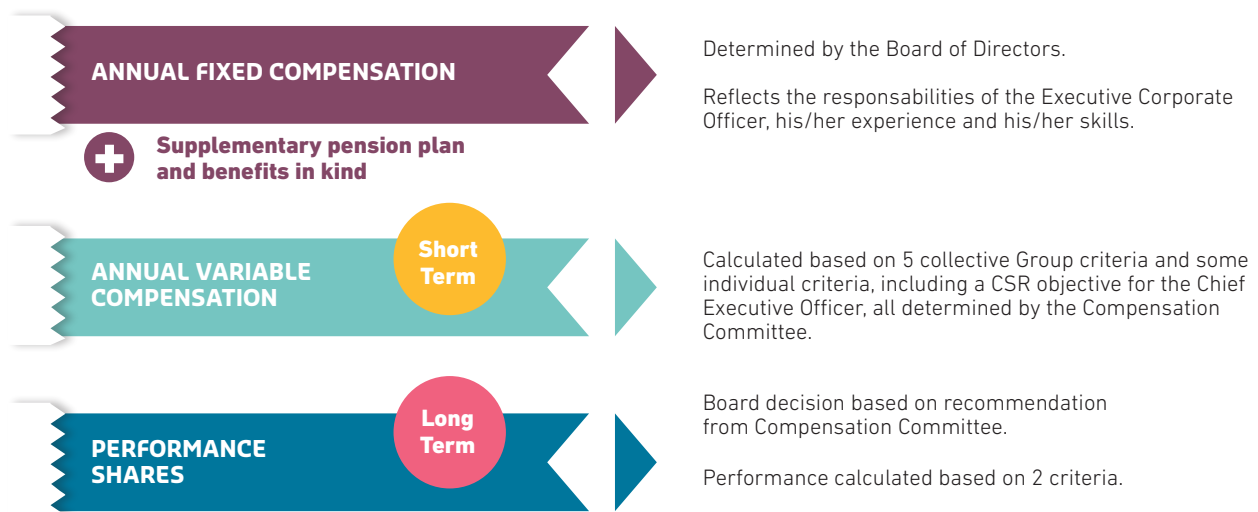 ANNUAL FIXED COMPENSATION
Determined by the Board of Directors.
Reflects the responsabilities of the Executive Corporate
Officer, his/her experience and his/her skills.
Supplementary pension plan
and benefits in kind
ANNUAL VARIABLE
COMPENSATION
Short
Term
Calculated based on 5 collective Group criteria and some
individual criteria, including a CSR objective for the Chief
Executive Officer, all determined by the Compensation
Committee.
PERFORMANCE
SHARES
Long
Term
Board decision based on recommendation
from Compensation Committee.
Performance calculated based on 2 criteria.